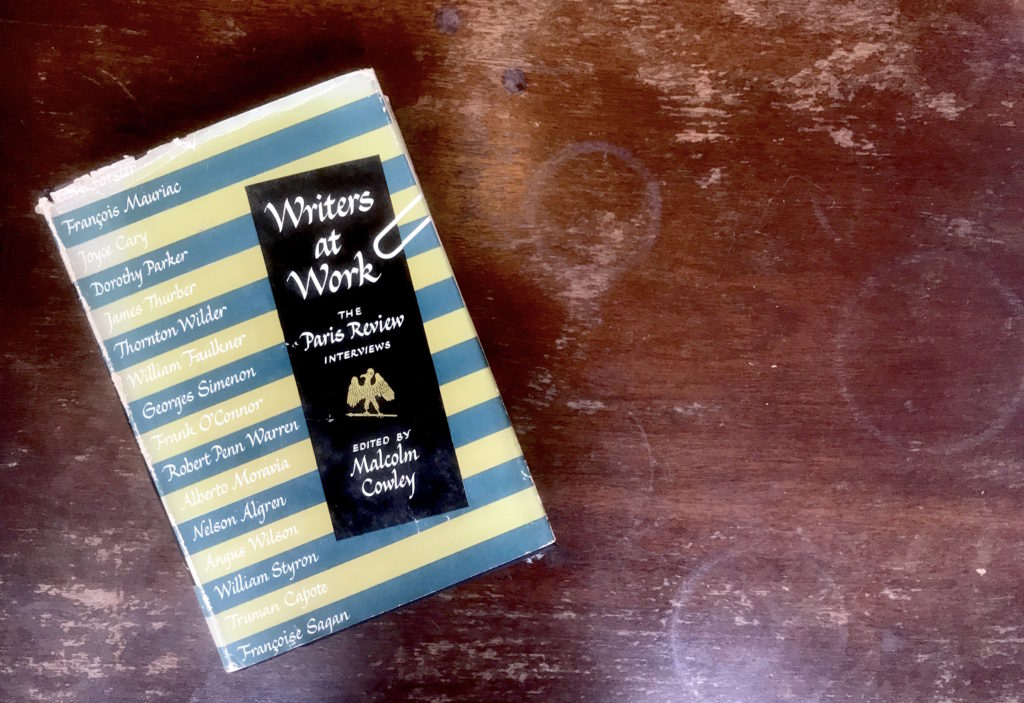 Forster
François Mauriac
Joyce Cary
Dorothy Parker
James Thurber
Thornton Wilder
William Faulkner
Georges Simenon
Frank O'Connor
Robert Penn Warren
Alberto Moravia
Nelson Algren
Angus Wilson
William Styron
Truman Capote
Françoise Sagan
Writers
at
Work
THE
Paris Review
INTERVIEWS
EDITED BY
Malcolm
Cowley